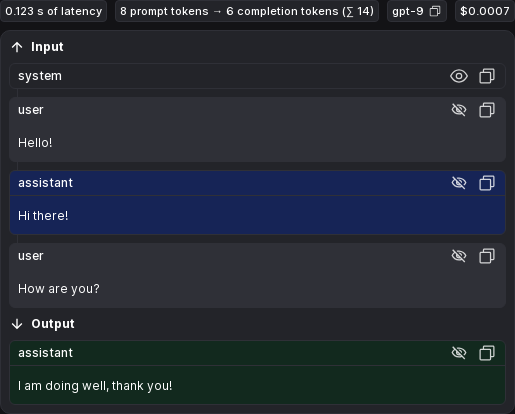 0.123 s of latency 8 prompt tokens → 6 completion tokens (∑ 14) gpt-9 $0.0007
↑ Input
system
user
Hello!
assistant
Hi there!
user
How are you?
↓ Output
assistant
I am doing well, thank you!